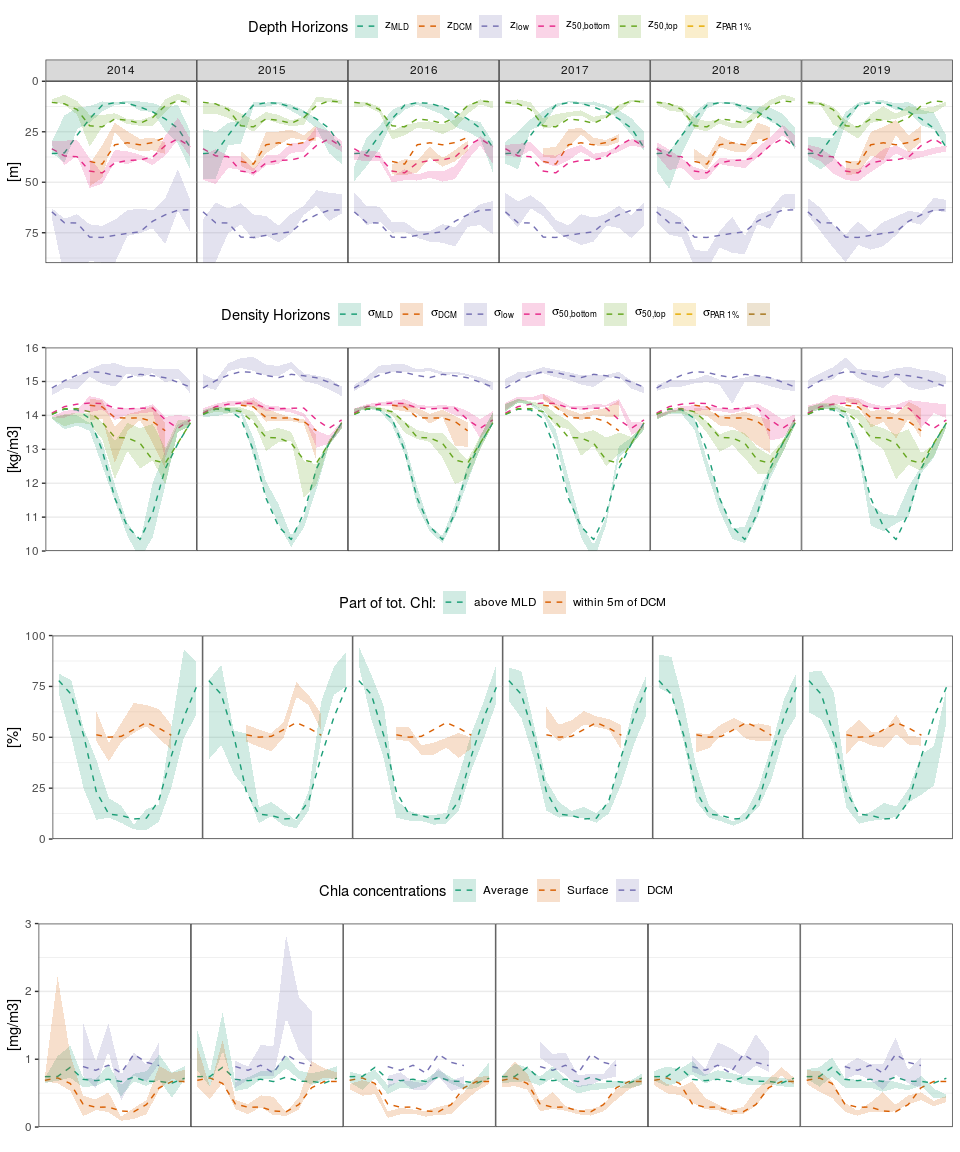 Depth Horizons zMLD zDCM zlow z50,bottom z50,top zPAR 1%
2014 2015 2016 2017 2018 2019
0
25
50
75
[m]
Density Horizons σMLD σDCM σlow σ50,bottom σ50,top σPAR 1%
16
15
14
13
12
11
10
[kg/m3]
Part of tot. Chl: above MLD within 5m of DCM
100
75
50
25
0
[%]
Chla concentrations Average Surface DCM
3
2
1
0
[mg/m3]